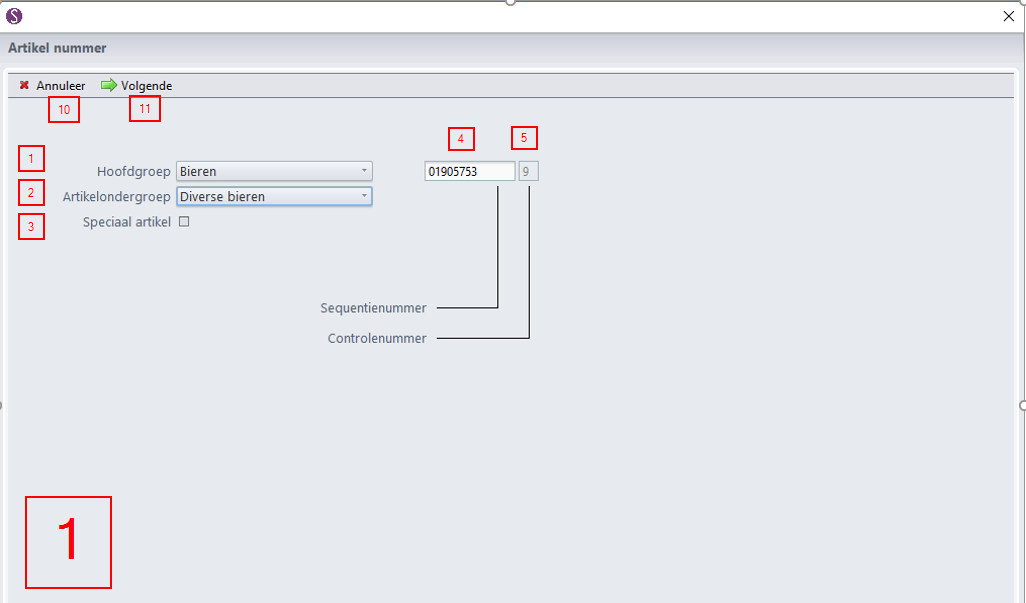 S
Artikel nummer
Annuleer Volgende
10 11
4 5
1 Hoofdgroep Bieren 01905753 9
2 Artikelondergroep Diverse bieren
3 Speciaal artikel
Sequentienummer
Controlenummer
1